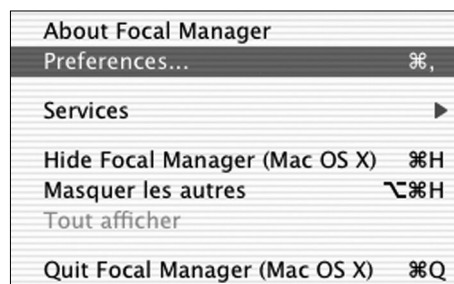 About Focal Manager
Preferences... ⌘,
Services ▶
Hide Focal Manager (Mac OS X) ⌘H
Masquer les autres ⌥⌘H
Tout afficher
Quit Focal Manager (Mac OS X) ⌘Q